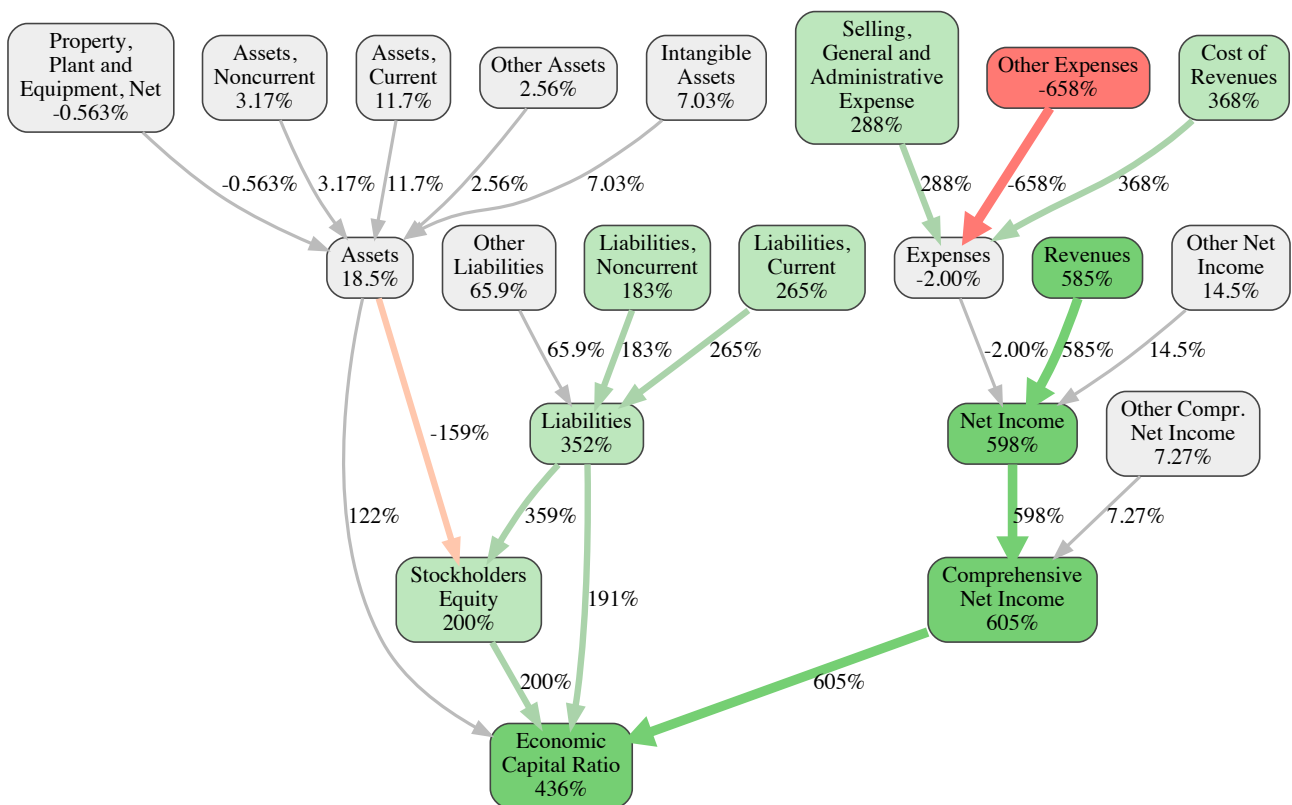 Property,
Plant and
Equipment, Net
-0.563%
Assets,
Noncurrent
3.17%
Assets,
Current
11.7%
Other Assets
2.56%
Intangible
Assets
7.03%
Selling,
General and
Administrative
Expense
288%
Other Expenses
-658%
Cost of
Revenues
368%
-0.563%
3.17%
11.7%
2.56%
7.03%
288%
-658%
368%
Assets
18.5%
Other
Liabilities
65.9%
Liabilities,
Noncurrent
183%
Liabilities,
Current
265%
Expenses
-2.00%
Revenues
585%
Other Net
Income
14.5%
65.9%
183%
265%
-2.00%
585%
14.5%
Liabilities
352%
Net Income
598%
Other Compr.
Net Income
7.27%
-159%
122%
359%
598%
7.27%
Stockholders
Equity
200%
191%
Comprehensive
Net Income
605%
200%
605%
Economic
Capital Ratio
436%